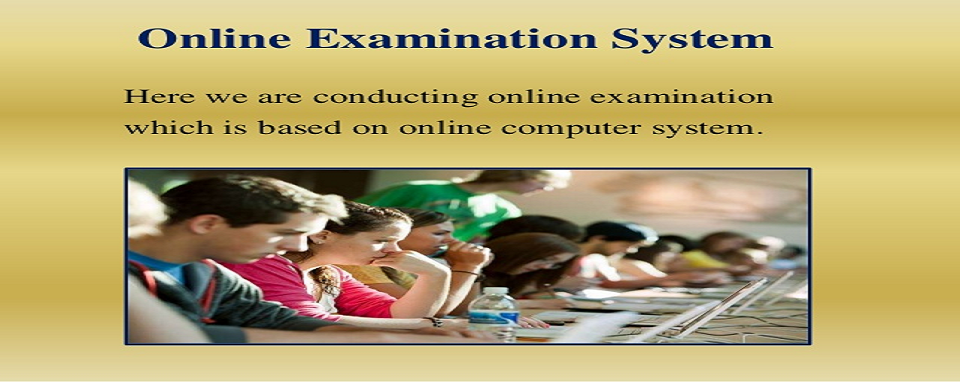 Online Examination System
Here we are conducting online examination
which is based on online computer system.